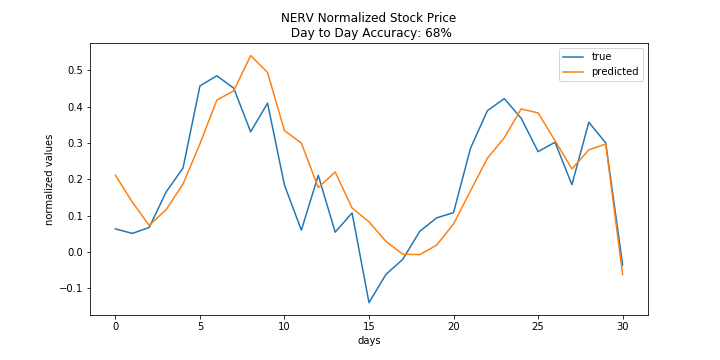 NERV Normalized Stock Price
Day to Day Accuracy: 68%
true
predicted
normalized values
0.5
0.4
0.3
0.2
0.1
0.0
−0.1
0 5 10 15 20 25 30
days